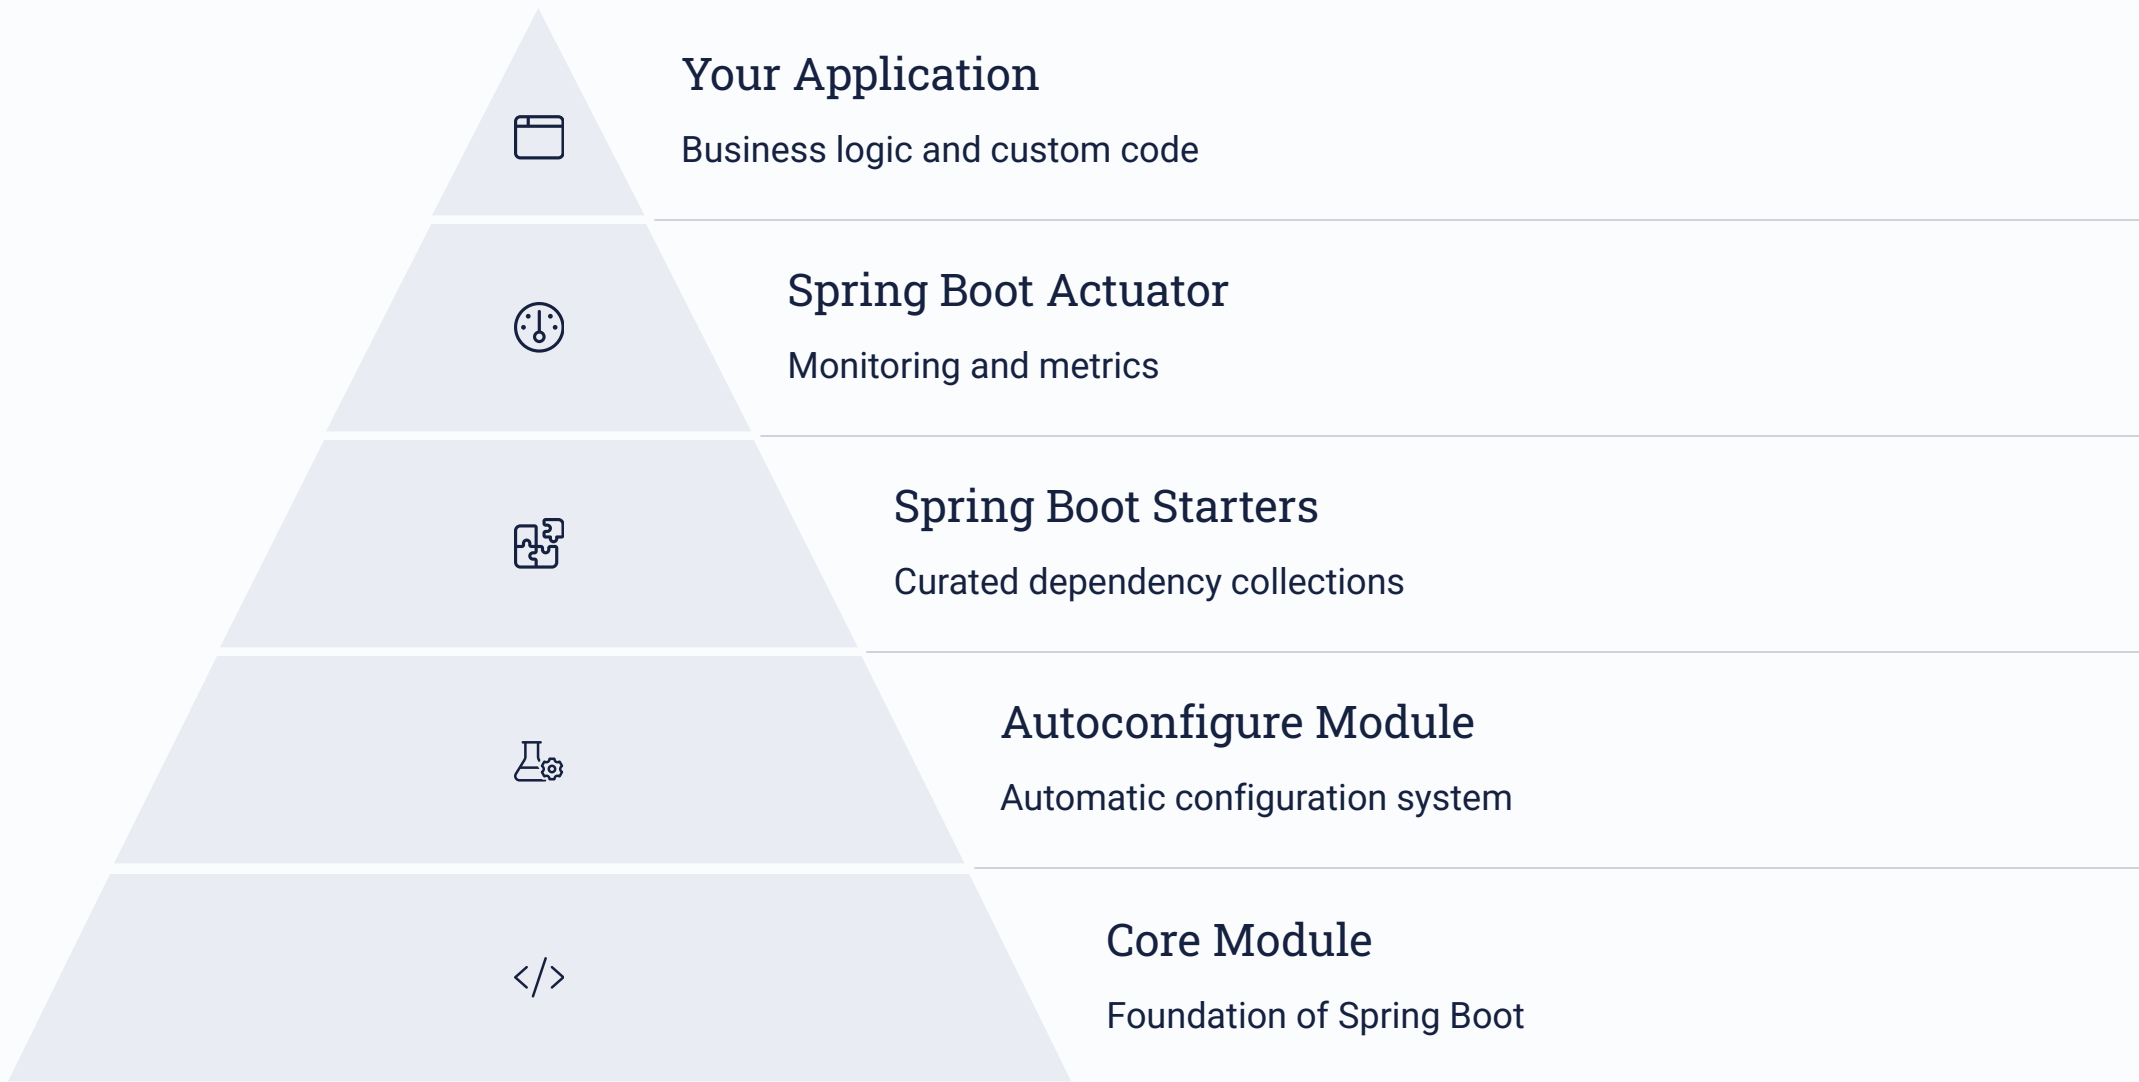 Your Application
Business logic and custom code
Spring Boot Actuator
Monitoring and metrics
Spring Boot Starters
Curated dependency collections
Autoconfigure Module
Automatic configuration system
Core Module
Foundation of Spring Boot